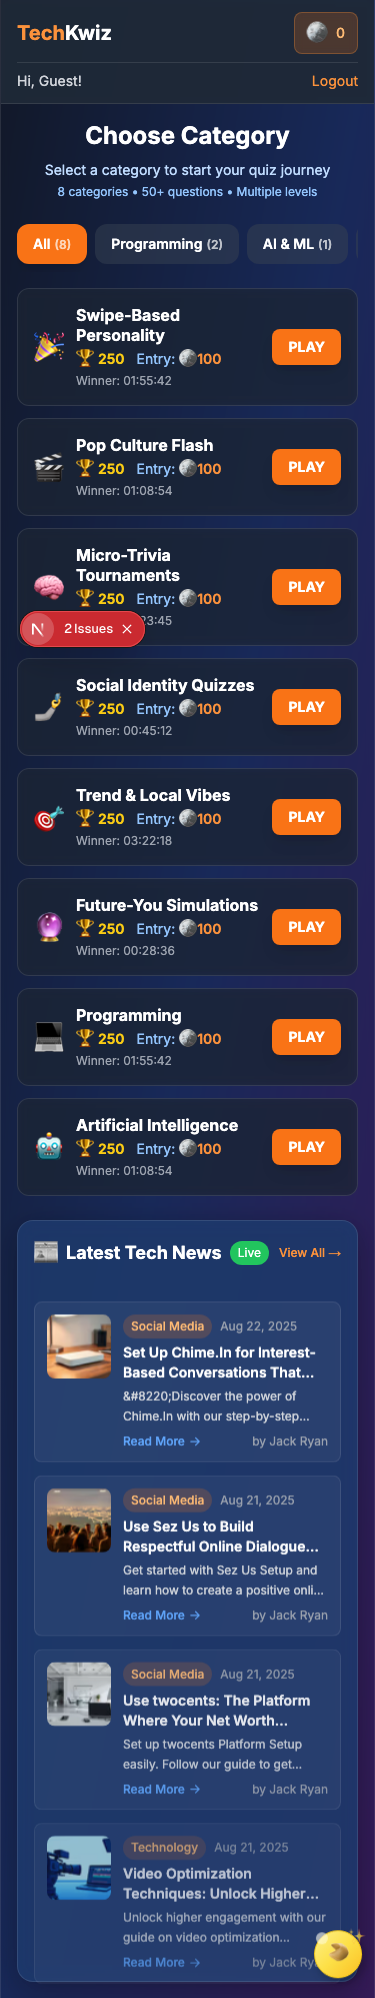 TechKwiz
0
Hi, Guest!
Logout
Choose Category
Select a category to start your quiz journey
8 categories • 50+ questions • Multiple levels
All (8)
Programming (2)
AI & ML (1)
Swipe-Based
Personality
250 Entry: 100
Winner: 01:55:42
PLAY
Pop Culture Flash
250 Entry: 100
Winner: 01:08:54
PLAY
Micro-Trivia
Tournaments
250 Entry: 100
23:45
PLAY
N 2 Issues ×
Social Identity Quizzes
250 Entry: 100
Winner: 00:45:12
PLAY
Trend & Local Vibes
250 Entry: 100
Winner: 03:22:18
PLAY
Future-You Simulations
250 Entry: 100
Winner: 00:28:36
PLAY
Programming
250 Entry: 100
Winner: 01:55:42
PLAY
Artificial Intelligence
250 Entry: 100
Winner: 01:08:54
PLAY
Latest Tech News
Live
View All →
Social Media Aug 22, 2025
Set Up Chime.In for Interest-
Based Conversations That...
&#8220;Discover the power of
Chime.In with our step-by-step...
Read More → by Jack Ryan
Social Media Aug 21, 2025
Use Sez Us to Build
Respectful Online Dialogue...
Get started with Sez Us Setup and
learn how to create a positive onli...
Read More → by Jack Ryan
Social Media Aug 21, 2025
Use twocents: The Platform
Where Your Net Worth...
Set up twocents Platform Setup
easily. Follow our guide to get...
Read More → by Jack Ryan
Technology Aug 21, 2025
Video Optimization
Techniques: Unlock Higher...
Unlock higher engagement with our
guide on video optimization...
Read More → by Jack